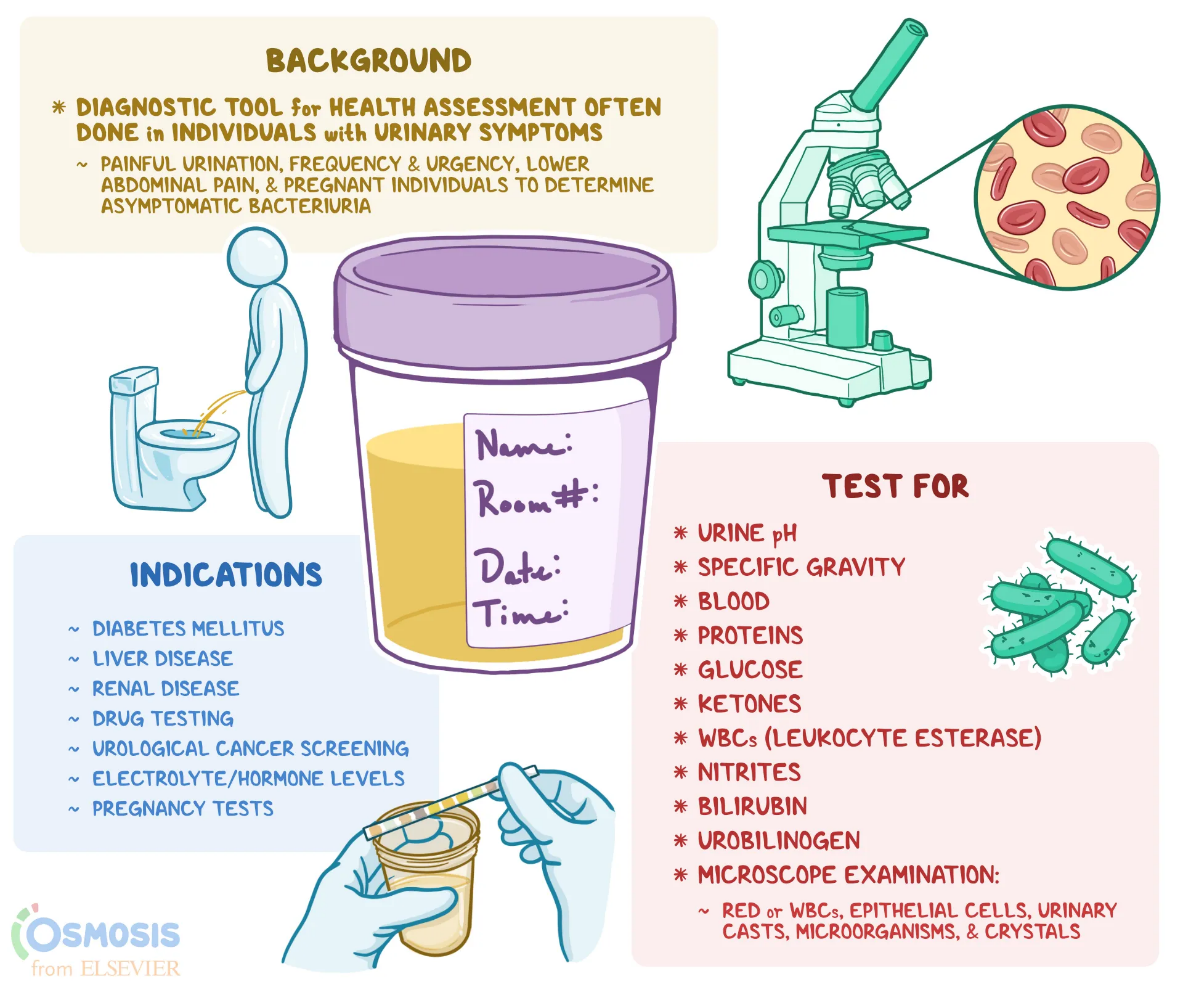 BACKGROUND
* DIAGNOSTIC TOOL for HEALTH ASSESSMENT OFTEN
DONE in INDIVIDUALS with URINARY SYMPTOMS
~ PAINFUL URINATION, FREQUENCY & URGENCY, LOWER
ABDOMINAL PAIN, & PREGNANT INDIVIDUALS TO DETERMINE
ASYMPTOMATIC BACTERIURIA
Name:
Room #:
Date:
Time:
INDICATIONS
~ DIABETES MELLITUS
~ LIVER DISEASE
~ RENAL DISEASE
~ DRUG TESTING
~ UROLOGICAL CANCER SCREENING
~ ELECTROLYTE/HORMONE LEVELS
~ PREGNANCY TESTS
TEST FOR
* URINE pH
* SPECIFIC GRAVITY
* BLOOD
* PROTEINS
* GLUCOSE
* KETONES
* WBCs (LEUKOCYTE ESTERASE)
* NITRITES
* BILIRUBIN
* UROBILINOGEN
* MICROSCOPE EXAMINATION:
~ RED or WBCs, EPITHELIAL CELLS, URINARY
CASTS, MICROORGANISMS, & CRYSTALS
OSMOSIS
from ELSEVIER